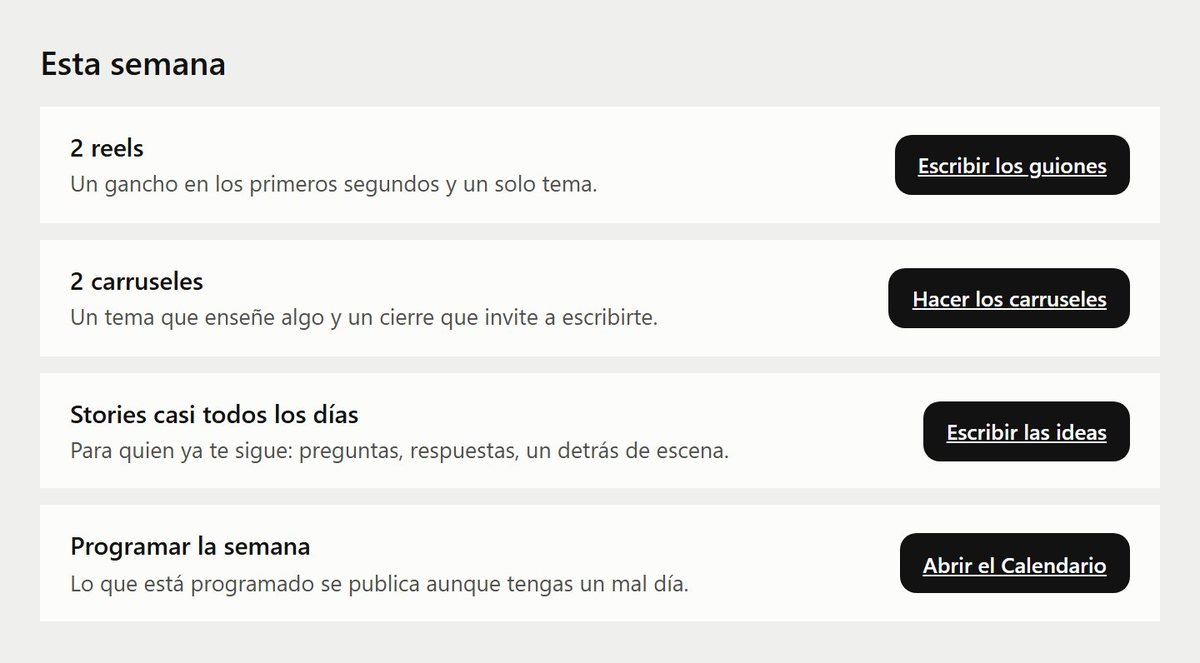 Esta semana
2 reels
Un gancho en los primeros segundos y un solo tema.
Escribir los guiones
2 carruseles
Un tema que enseñe algo y un cierre que invite a escribirte.
Hacer los carruseles
Stories casi todos los días
Para quien ya te sigue: preguntas, respuestas, un detrás de escena.
Escribir las ideas
Programar la semana
Lo que está programado se publica aunque tengas un mal día.
Abrir el Calendario